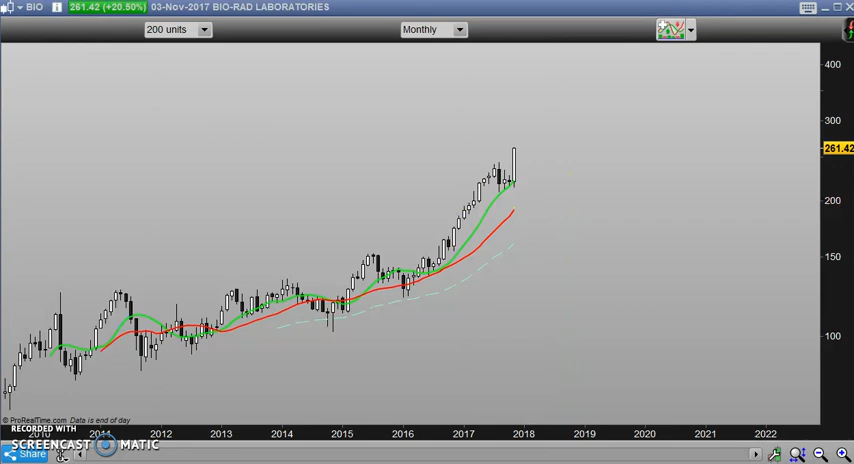 BIO i 261.42 (+20.50%) 03-Nov-2017 BIO-RAD LABORATORIES
200 units Monthly
400
300
261.42
200
150
100
© ProRealTime.com Data is end of day
2010 2011 2012 2013 2014 2015 2016 2017 2018 2019 2020 2021 2022
RECORDED WITH
SCREENCAST MATIC
Share